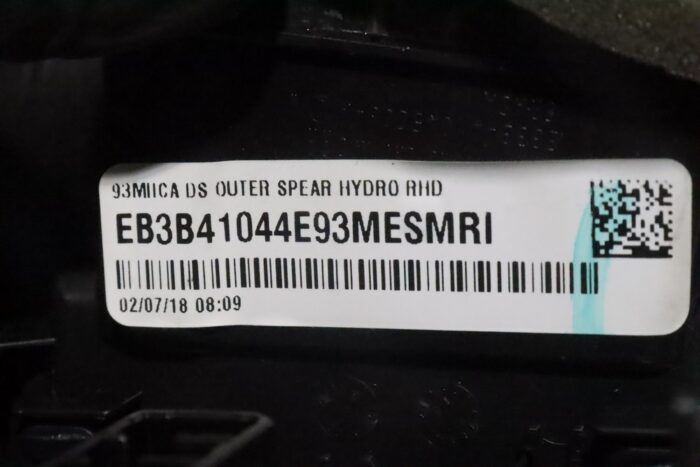 93MIICA DS OUTER SPEAR HYDRO RHD
EB3B41044E93MESMRI
02/07/18 08:09